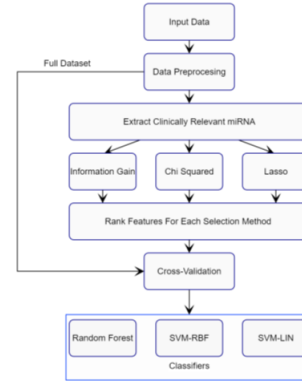 Input Data
Full Dataset
Data Preprocesing
Extract Clinically Relevant miRNA
Information Gain
Chi Squared
Lasso
Rank Features For Each Selection Method
Cross-Validation
Random Forest
SVM-RBF
SVM-LIN
Classifiers